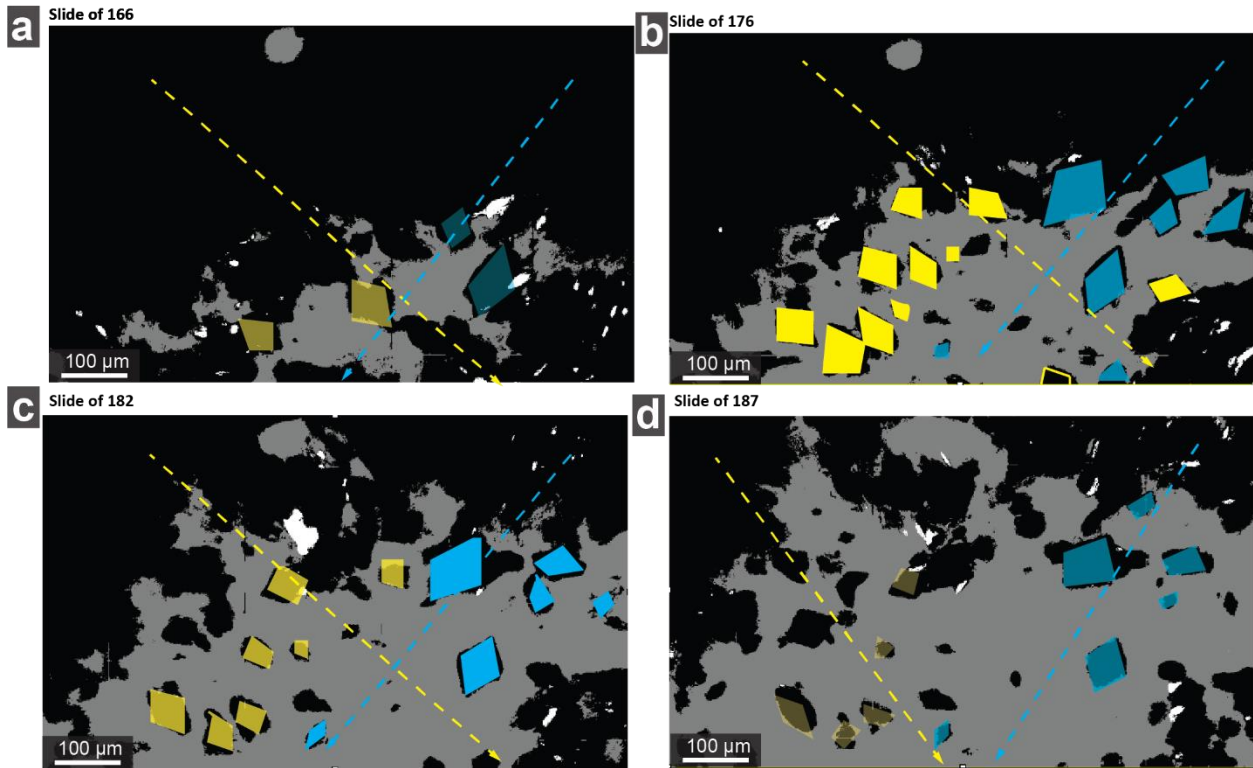 a
Slide of 166
100 µm
b
Slide of 176
100 µm
c
Slide of 182
100 µm
d
Slide of 187
100 µm